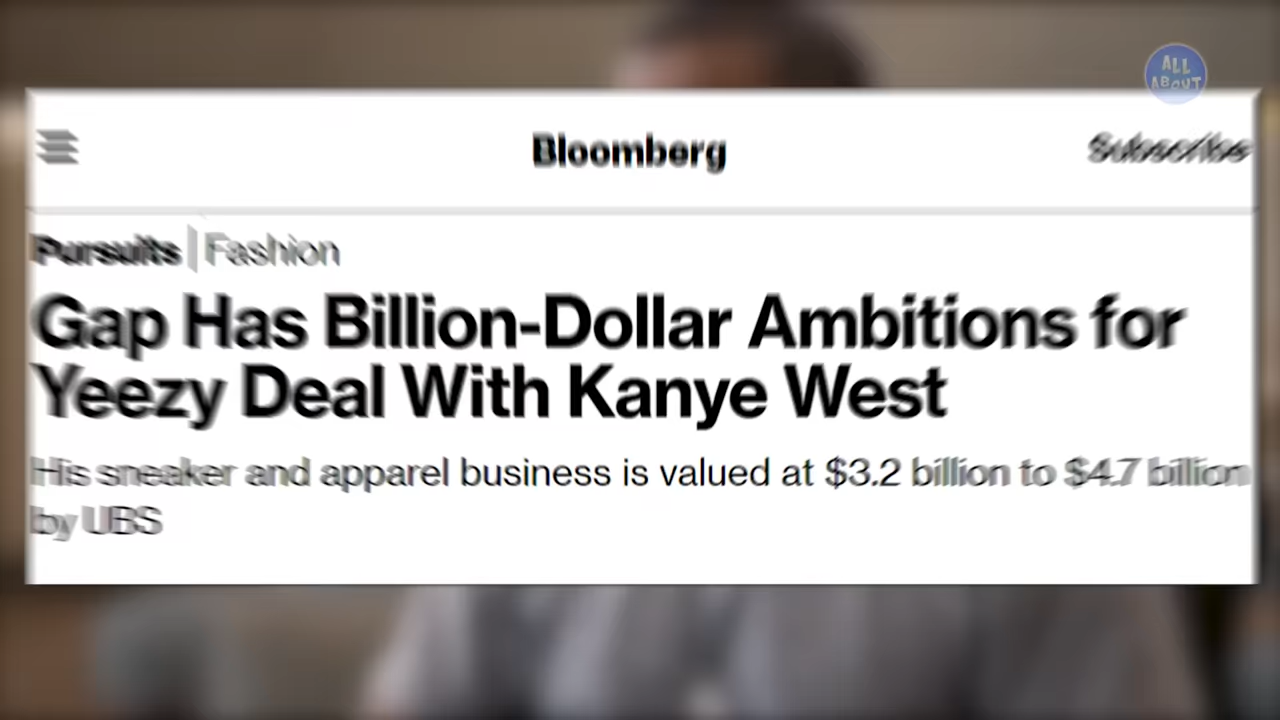 ALL
ABOUT
Bloomberg
Subscribe
Pursuits | Fashion
Gap Has Billion-Dollar Ambitions for
Yeezy Deal With Kanye West
His sneaker and apparel business is valued at $3.2 billion to $4.7 billion
by UBS